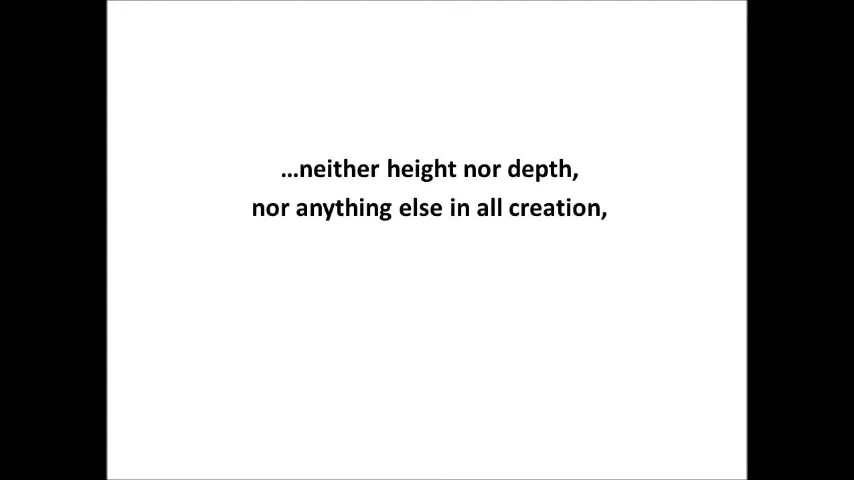 …neither height nor depth,
nor anything else in all creation,